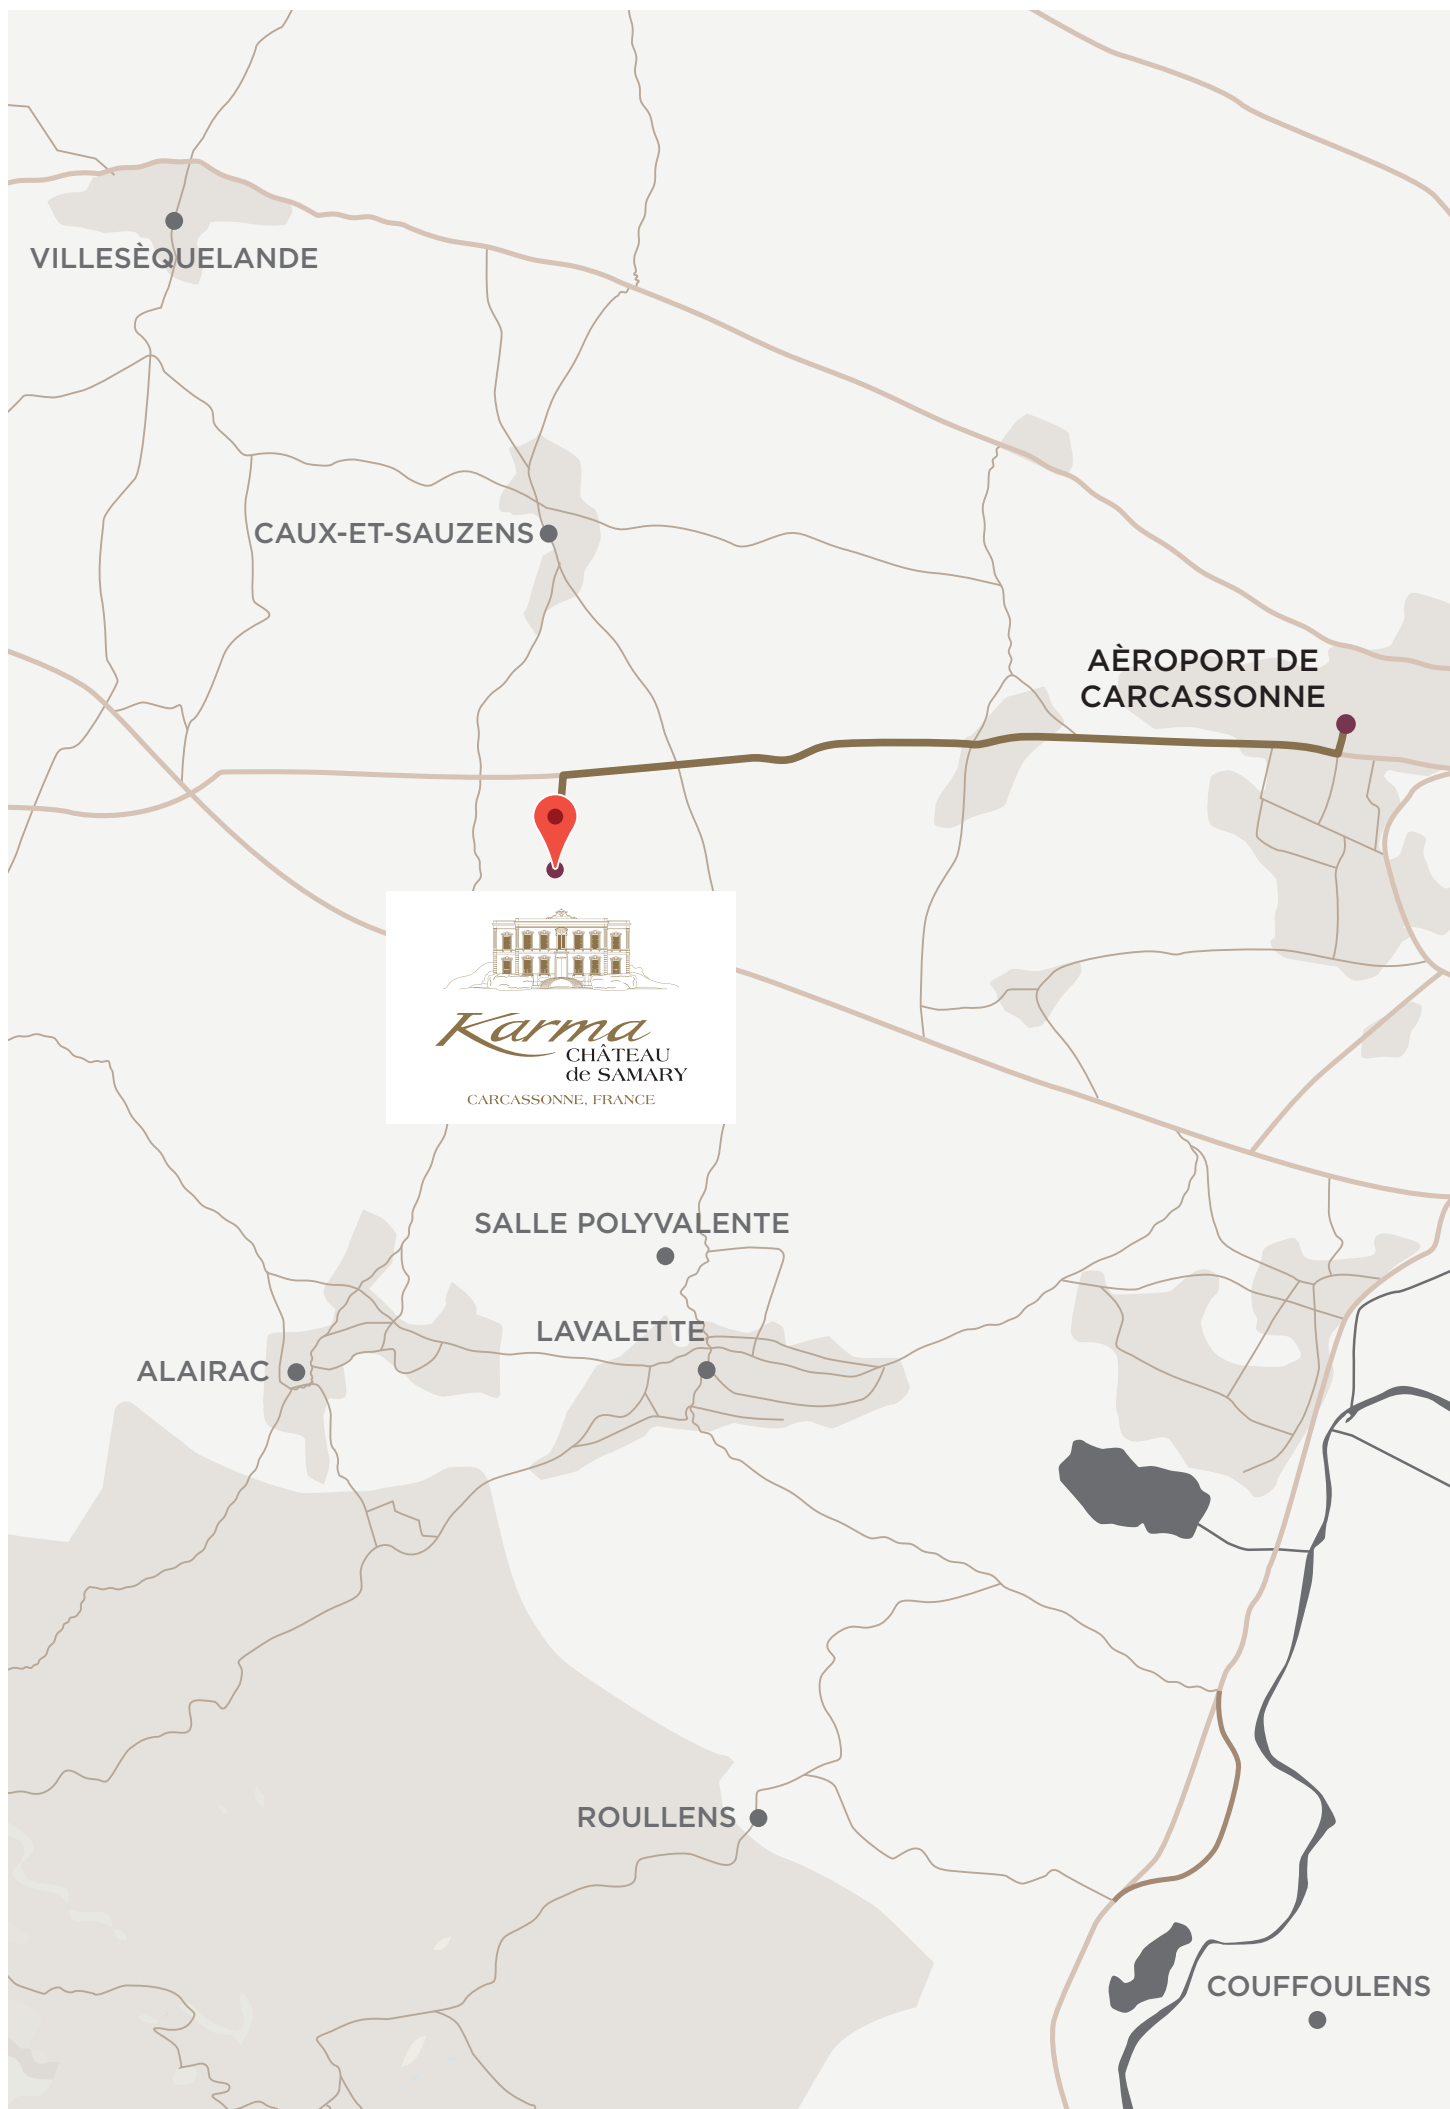 VILLESÈQUELANDE
CAUX-ET-SAUZENS
AÈROPORT DE
CARCASSONNE
Karma
CHÂTEAU
de SAMARY
CARCASSONNE, FRANCE
SALLE POLYVALENTE
LAVALETTE
ALAIRAC
ROULLENS
COUFFOULENS